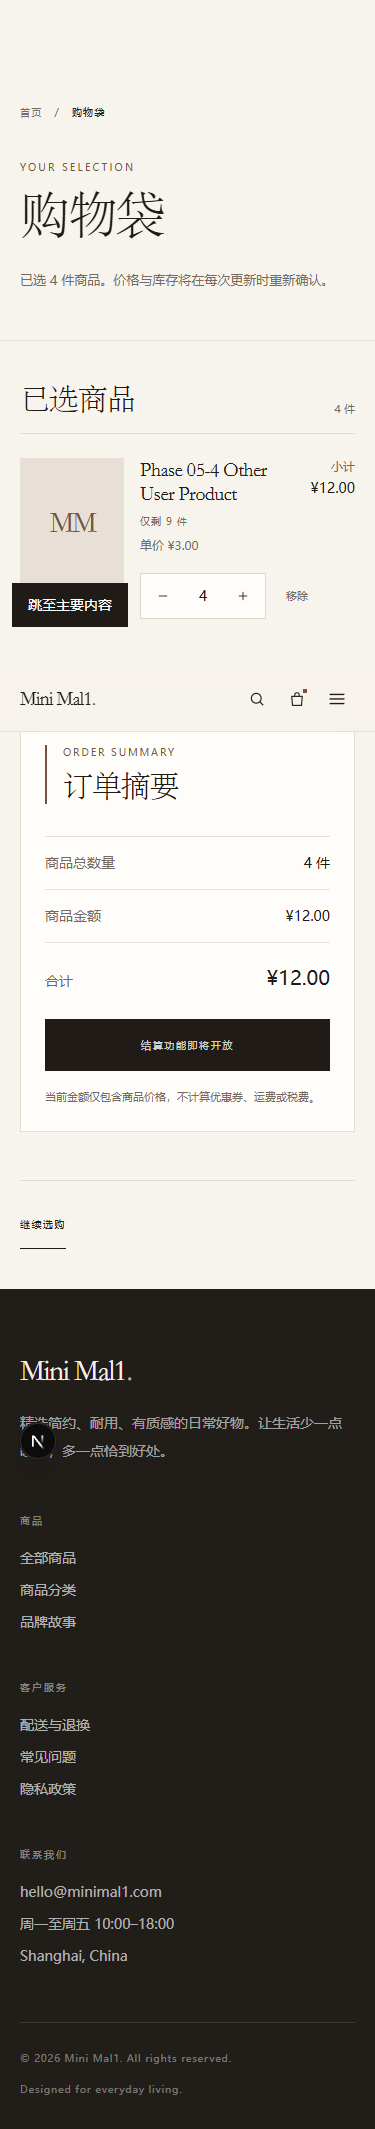 首页 / 购物袋
YOUR SELECTION
购物袋
已选 4 件商品。价格与库存将在每次更新时重新确认。
已选商品
4 件
MM
Phase 05-4 Other
User Product
小计
¥12.00
仅剩 9 件
单价 ¥3.00
− 4 +
移除
跳至主要内容
Mini Mal1.
ORDER SUMMARY
订单摘要
商品总数量
4 件
商品金额
¥12.00
合计
¥12.00
结算功能即将开放
当前金额仅包含商品价格，不计算优惠券、运费或税费。
继续选购
Mini Mal1.
精选简约、耐用、有质感的日常好物。让生活少一点
，多一点恰到好处。
N
商品
全部商品
商品分类
品牌故事
客户服务
配送与退换
常见问题
隐私政策
联系我们
hello@minimal1.com
周一至周五 10:00–18:00
Shanghai, China
© 2026 Mini Mal1. All rights reserved.
Designed for everyday living.